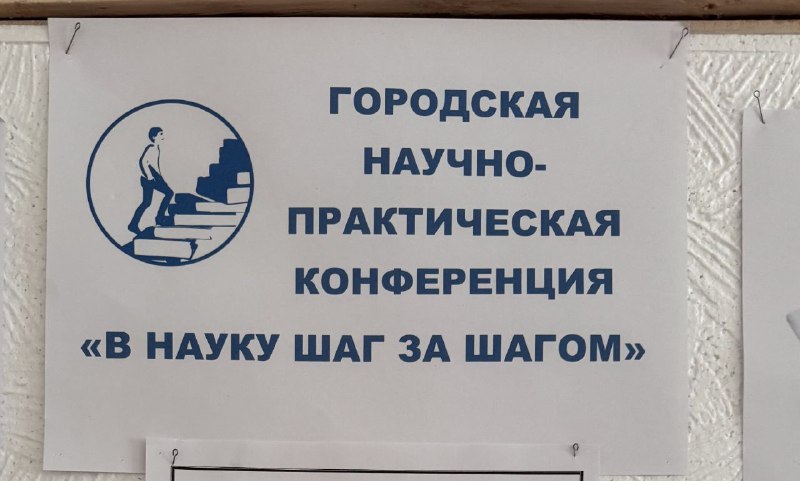 ГОРОДСКАЯ
НАУЧНО-
ПРАКТИЧЕСКАЯ
КОНФЕРЕНЦИЯ
«В НАУКУ ШАГ ЗА ШАГОМ»